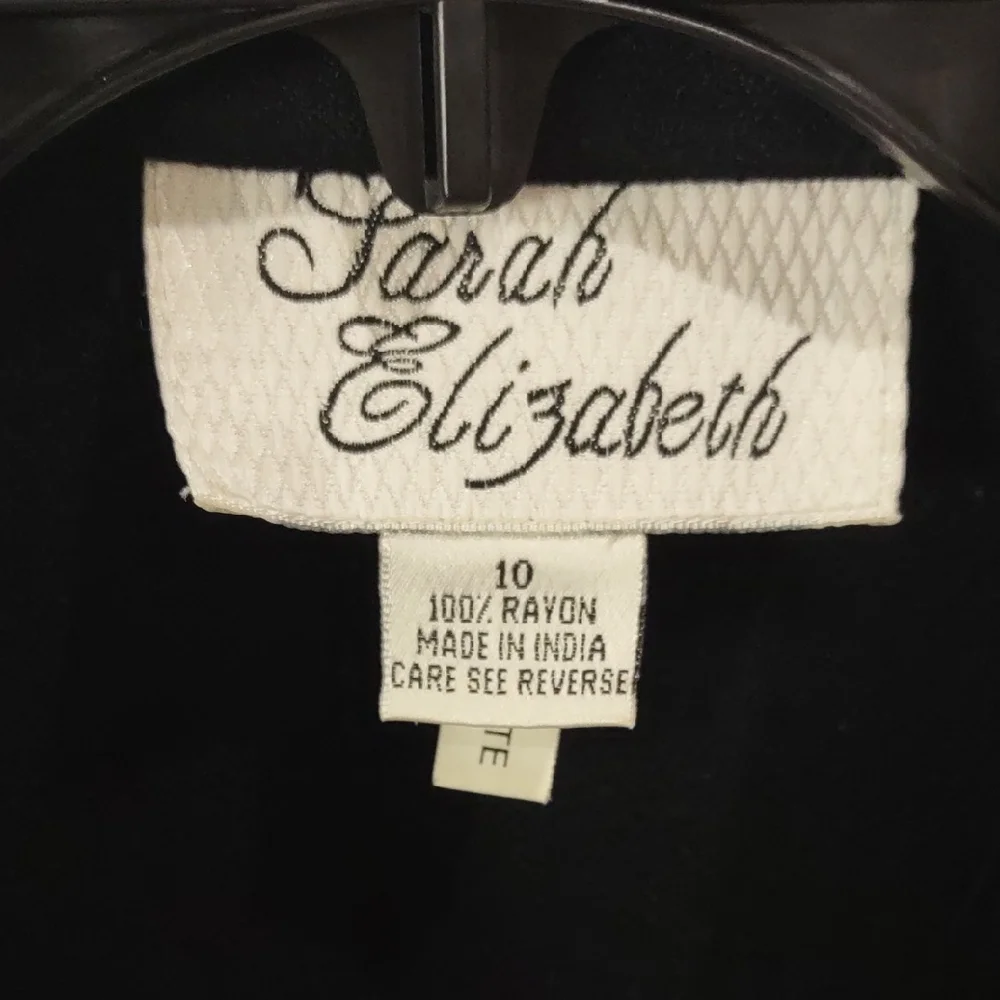 Sarah
Elizabeth
10
100% RAYON
MADE IN INDIA
CARE SEE REVERSE